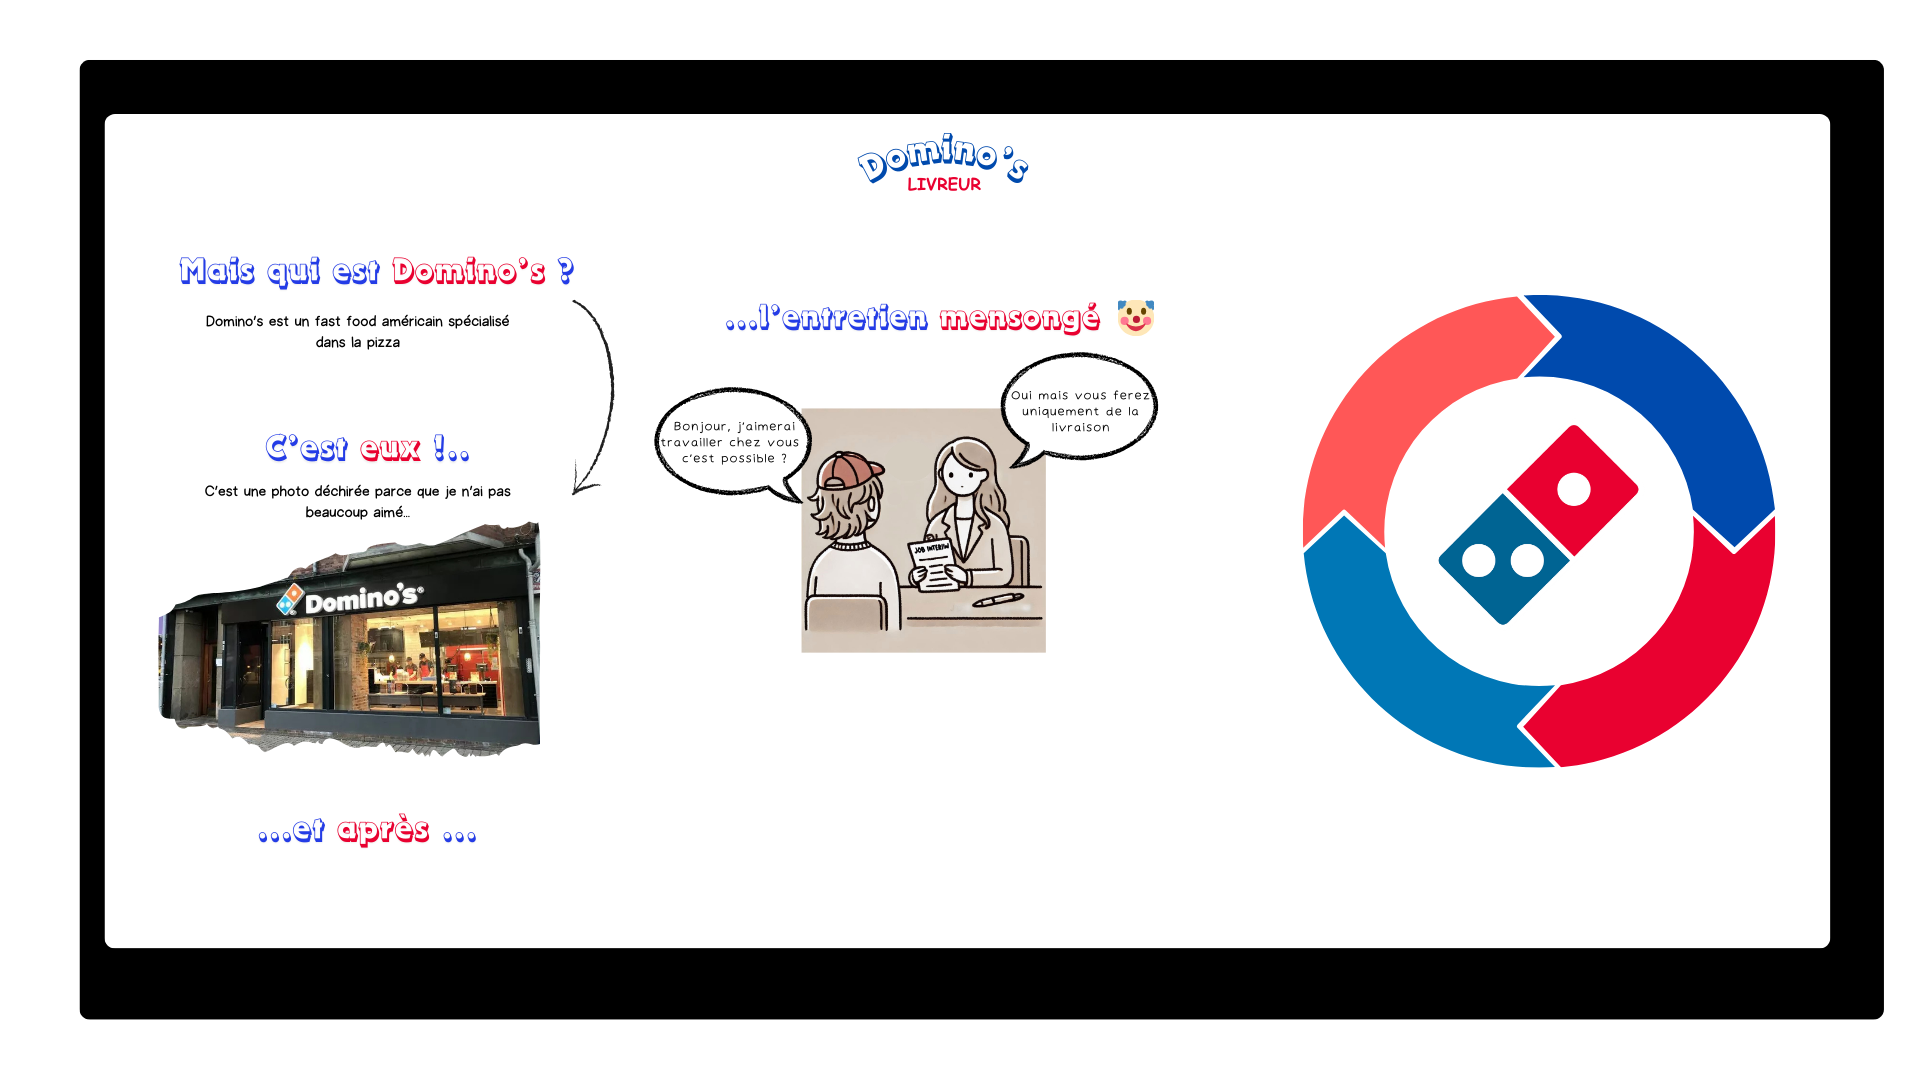 Domino's
LIVREUR
Mais qui est Domino's ?
Domino's est un fast food américain spécialisé
dans la pizza
C'est eux !..
C'est une photo déchirée parce que je n'ai pas
beaucoup aimé...
Domino's
...et après ...
...l'entretien mensongé
Bonjour, j'aimerai
travailler chez vous
c'est possible ?
Oui mais vous ferez
uniquement de la
livraison
JOB INTERIW